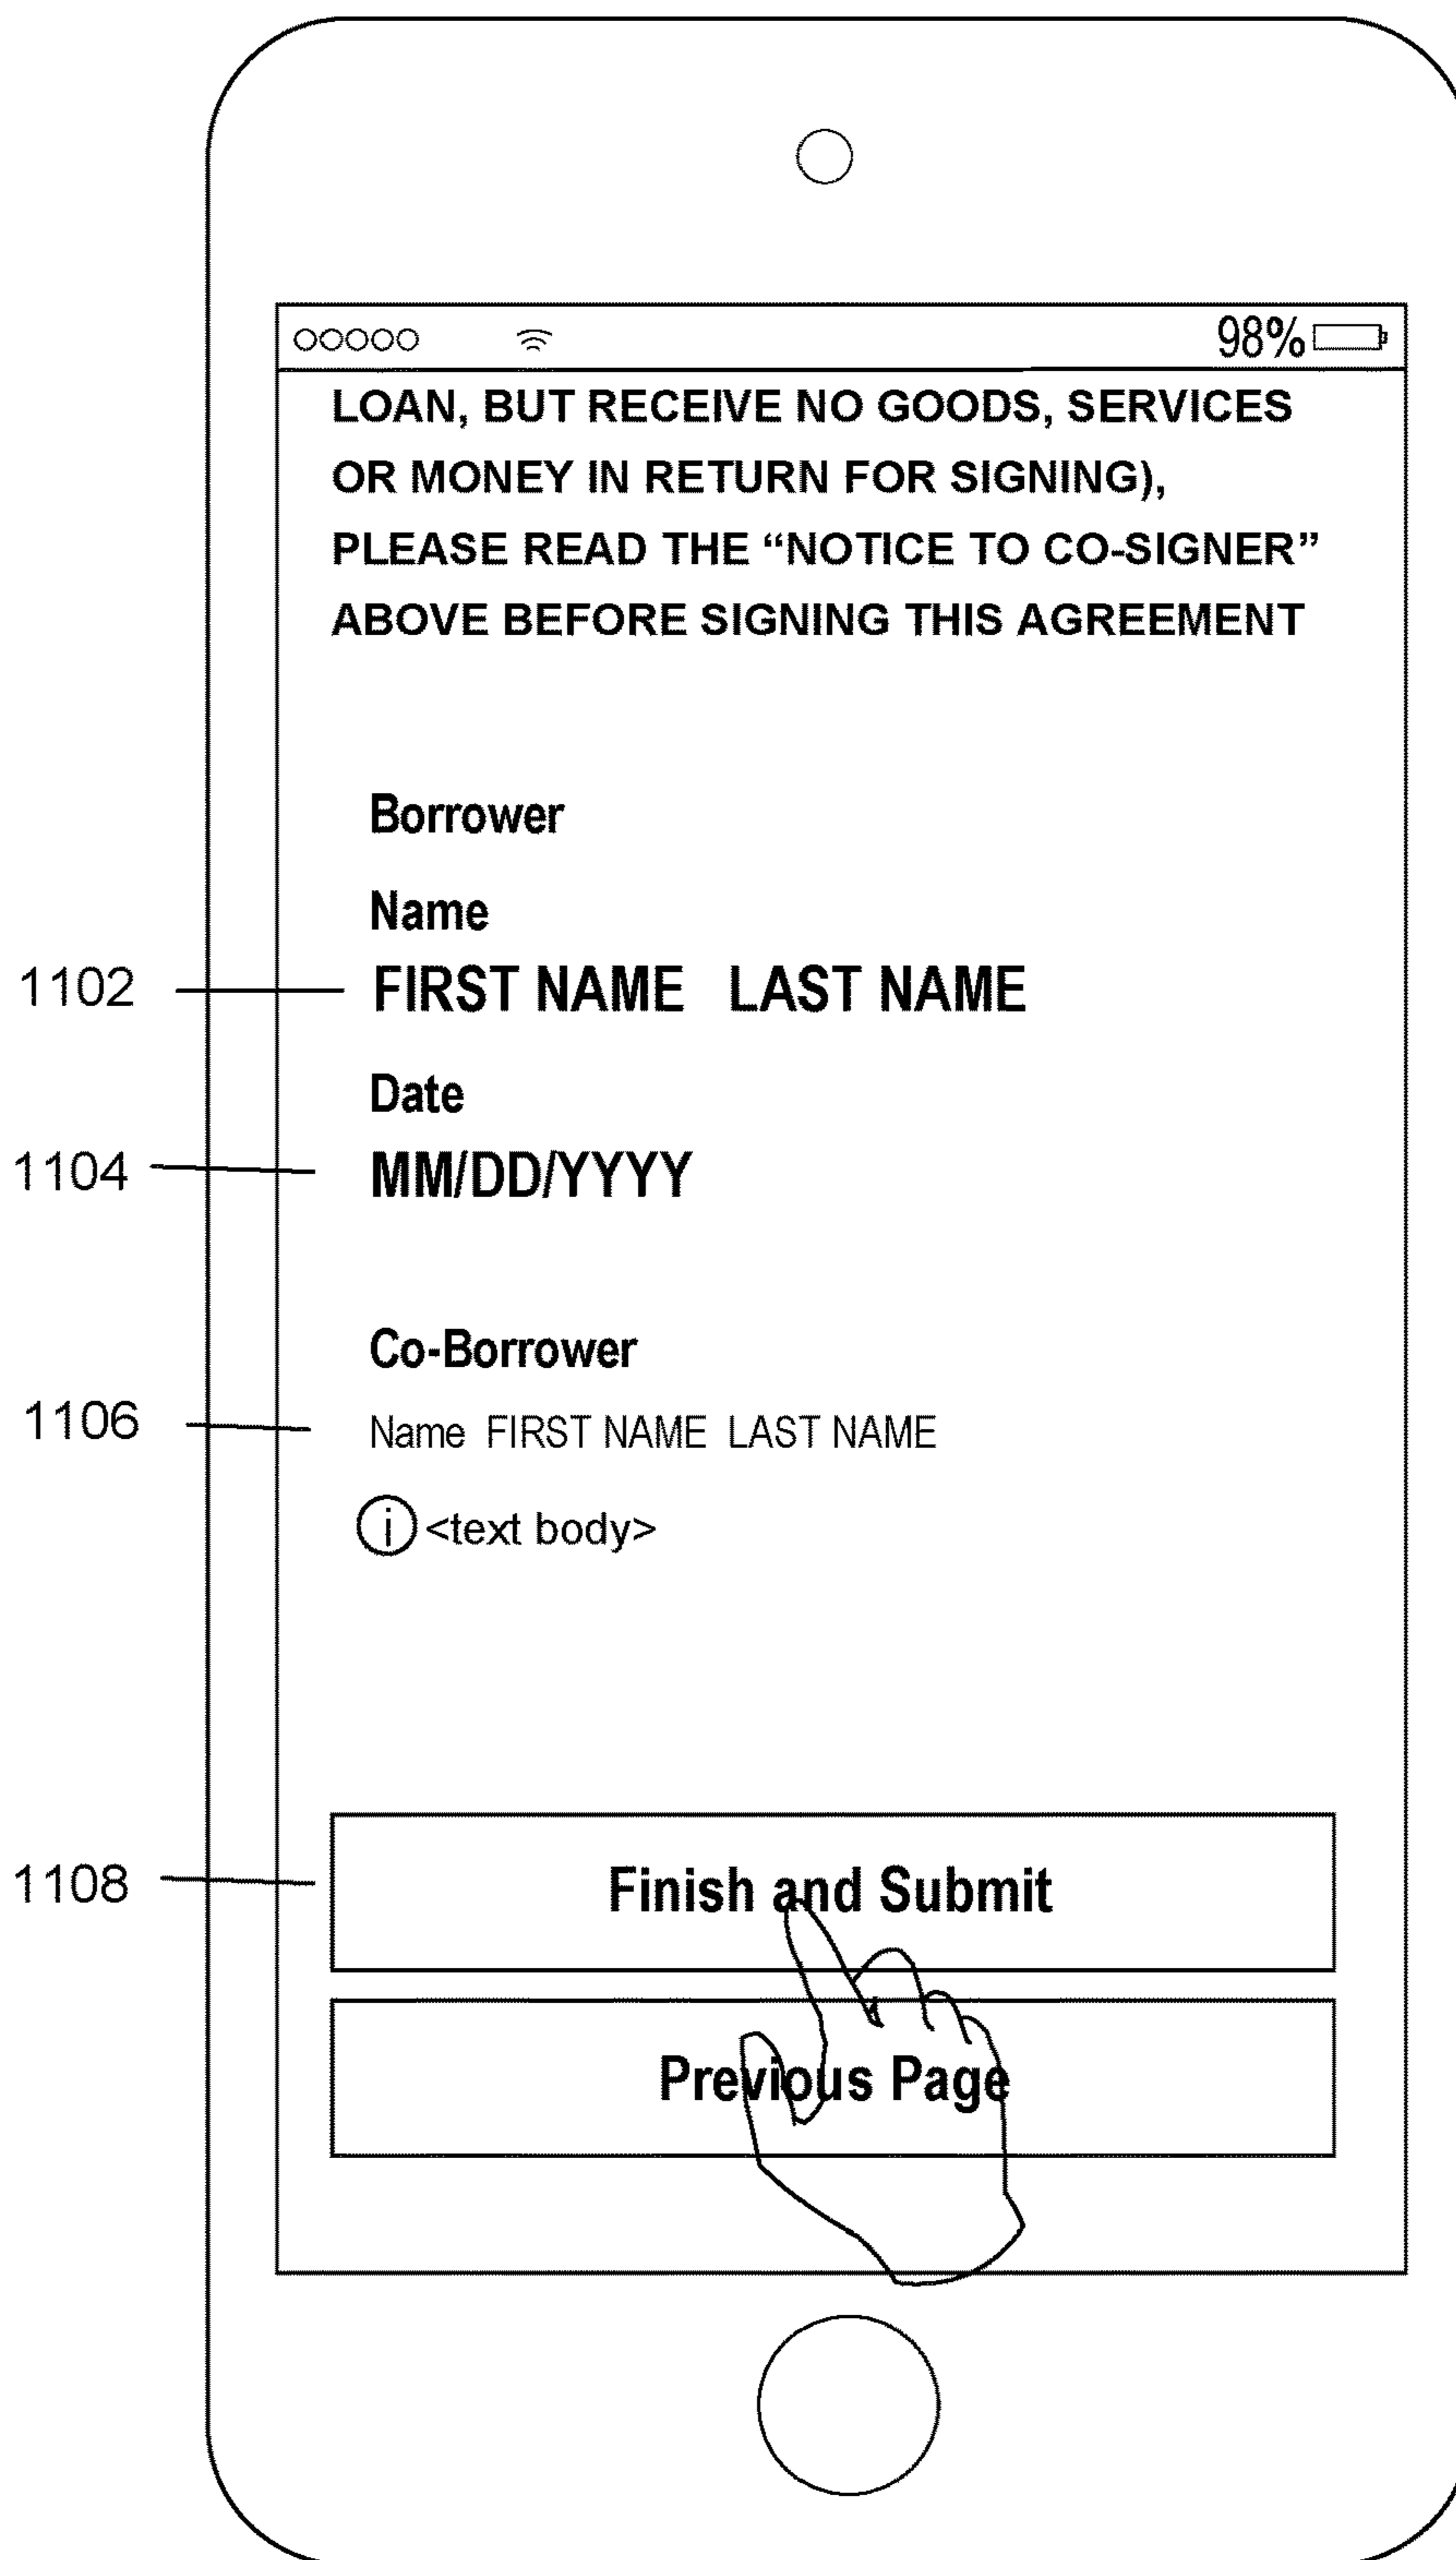 98%
LOAN, BUT RECEIVE NO GOODS, SERVICES
OR MONEY IN RETURN FOR SIGNING),
PLEASE READ THE “NOTICE TO CO-SIGNER”
ABOVE BEFORE SIGNING THIS AGREEMENT
Borrower
Name
1102 FIRST NAME LAST NAME
Date
1104 MM/DD/YYYY
Co-Borrower
1106 Name FIRST NAME LAST NAME
i <text body>
1108 Finish and Submit
Previous Page